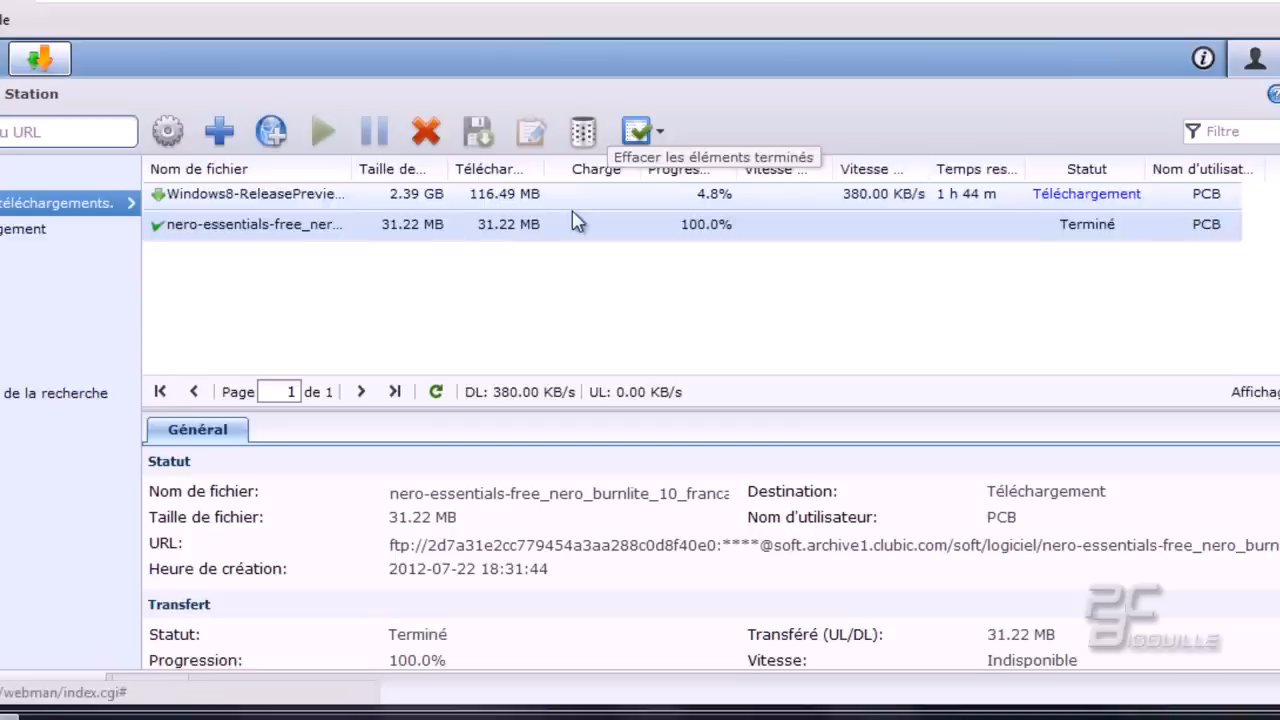 le
Station
u URL
Filtre
Effacer les éléments terminés
Nom de fichier Taille de... Téléchar... Charge Progres... Vitesse ... Vitesse ... Temps res... Statut Nom d'utilisat...
Windows8-ReleasePrevie... 2.39 GB 116.49 MB 4.8% 380.00 KB/s 1 h 44 m Téléchargement PCB
téléchargements.
nero-essentials-free_ner... 31.22 MB 31.22 MB 100.0% Terminé PCB
gement
de la recherche
Page 1 de 1 DL: 380.00 KB/s UL: 0.00 KB/s Affichag
Général
Statut
Nom de fichier: nero-essentials-free_nero_burnlite_10_franca Destination: Téléchargement
Taille de fichier: 31.22 MB Nom d'utilisateur: PCB
URL: ftp://2d7a31e2cc779454a3aa288c0d8f40e0:****@soft.archive1.clubic.com/soft/logiciel/nero-essentials-free_nero_burn
Heure de création: 2012-07-22 18:31:44
Transfert
Statut: Terminé Transféré (UL/DL): 31.22 MB
Progression: 100.0% Vitesse: Indisponible
/webman/index.cgi#